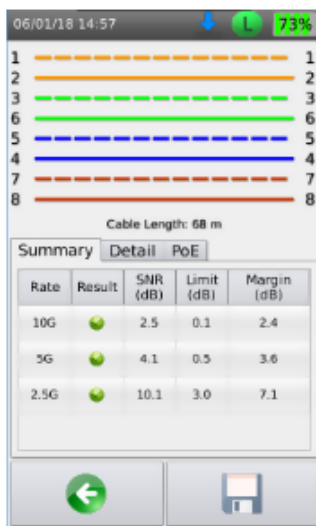 06/01/18 14:57 L 73%
1 1
2 2
3 3
6 6
5 5
4 4
7 7
8 8
Cable Length: 68 m
Summary Detail PoE
Rate Result SNR (dB) Limit (dB) Margin (dB)
10G 2.5 0.1 2.4
5G 4.1 0.5 3.6
2.5G 10.1 3.0 7.1